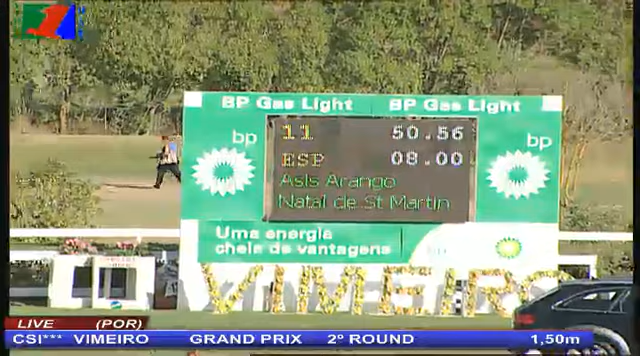 BP Gas Light BP Gas Light
11 50.56
bp ESP 08.00 bp
Asis Arango
Natal de St Martin
Uma energia
cheia de vantagens
VIMEIRO
LIVE (POR)
CSI*** VIMEIRO GRAND PRIX 2º ROUND 1,50m